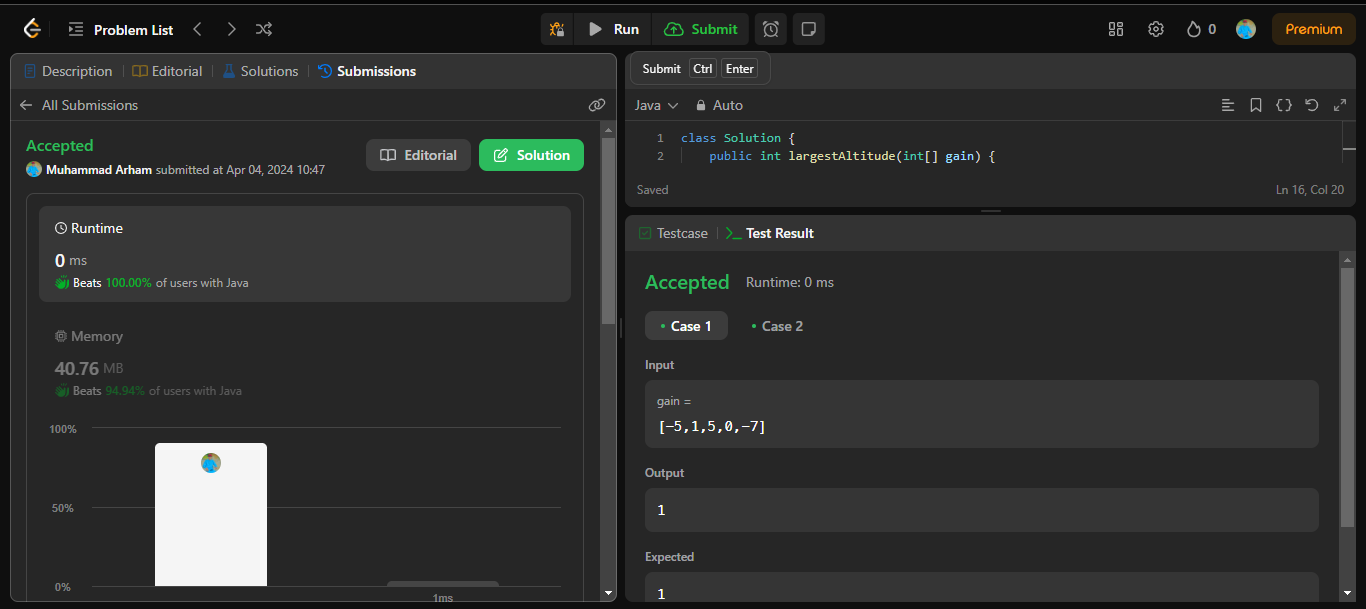 Problem List
Run
Submit
0
Premium
Description
Editorial
Solutions
Submissions
All Submissions
Accepted
Muhammad Arham submitted at Apr 04, 2024 10:47
Editorial
Solution
Runtime
0 ms
Beats 100.00% of users with Java
Memory
40.76 MB
Beats 94.94% of users with Java
100%
50%
0%
1ms
Submit Ctrl Enter
Java
Auto
1 class Solution {
2 public int largestAltitude(int[] gain) {
Saved
Ln 16, Col 20
Testcase
>_ Test Result
Accepted Runtime: 0 ms
• Case 1
• Case 2
Input
gain =
[-5,1,5,0,-7]
Output
1
Expected
1